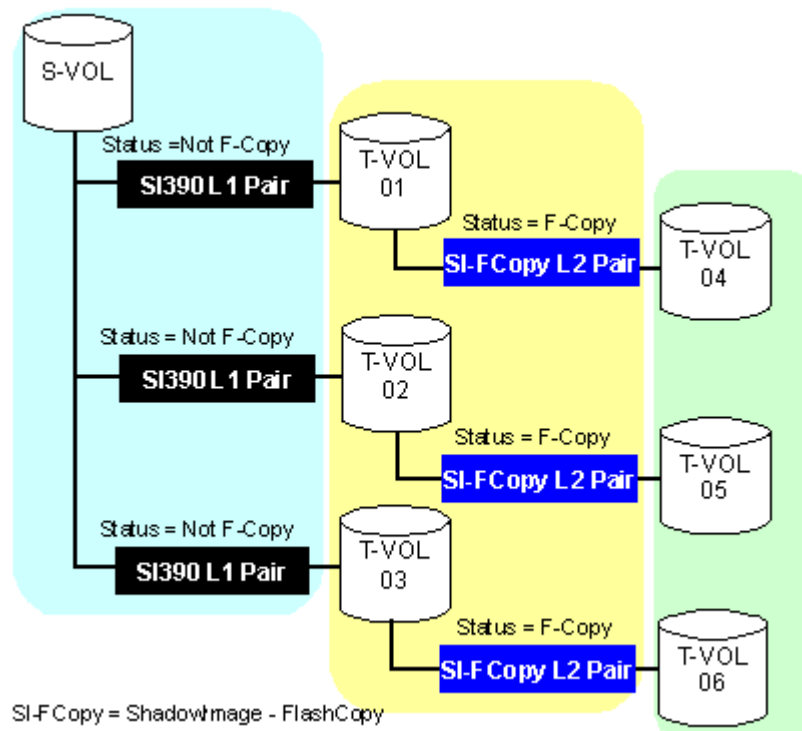 S-VOL
Status =Not F-Copy
SI390 L1 Pair
T-VOL
01
Status = F-Copy
SI-FCopy L2 Pair
T-VOL
04
Status = Not F-Copy
SI390 L1 Pair
T-VOL
02
Status = F-Copy
SI-FCopy L2 Pair
T-VOL
05
Status = Not F-Copy
SI390 L1 Pair
T-VOL
03
Status = F-Copy
SI-FCopy L2 Pair
T-VOL
06
SI-FCopy = ShadowImage - FlashCopy